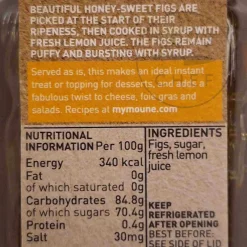 BEAUTIFUL HONEY-SWEET FIGS ARE
PICKED AT THE START OF THEIR
RIPENESS, THEN COOKED IN SYRUP WITH
FRESH LEMON JUICE. THE FIGS REMAIN
PUFFY AND BURSTING WITH SYRUP.
Served as is, this makes an ideal instant
treat or topping for desserts, and adds a
fabulous twist to cheese, foie gras and
salads. Recipes at mymoune.com
NUTRITIONAL
INFORMATION Per 100g
Energy 340 kcal
Fat 0g
of which saturated 0g
Carbohydrates 84.8g
of which sugars 70.4g
Protein 0.4g
Salt 30mg
INGREDIENTS
Figs, sugar,
fresh lemon
juice
KEEP
REFRIGERATED
AFTER OPENING
BEST BEFORE:
SEE SIDE OF LID